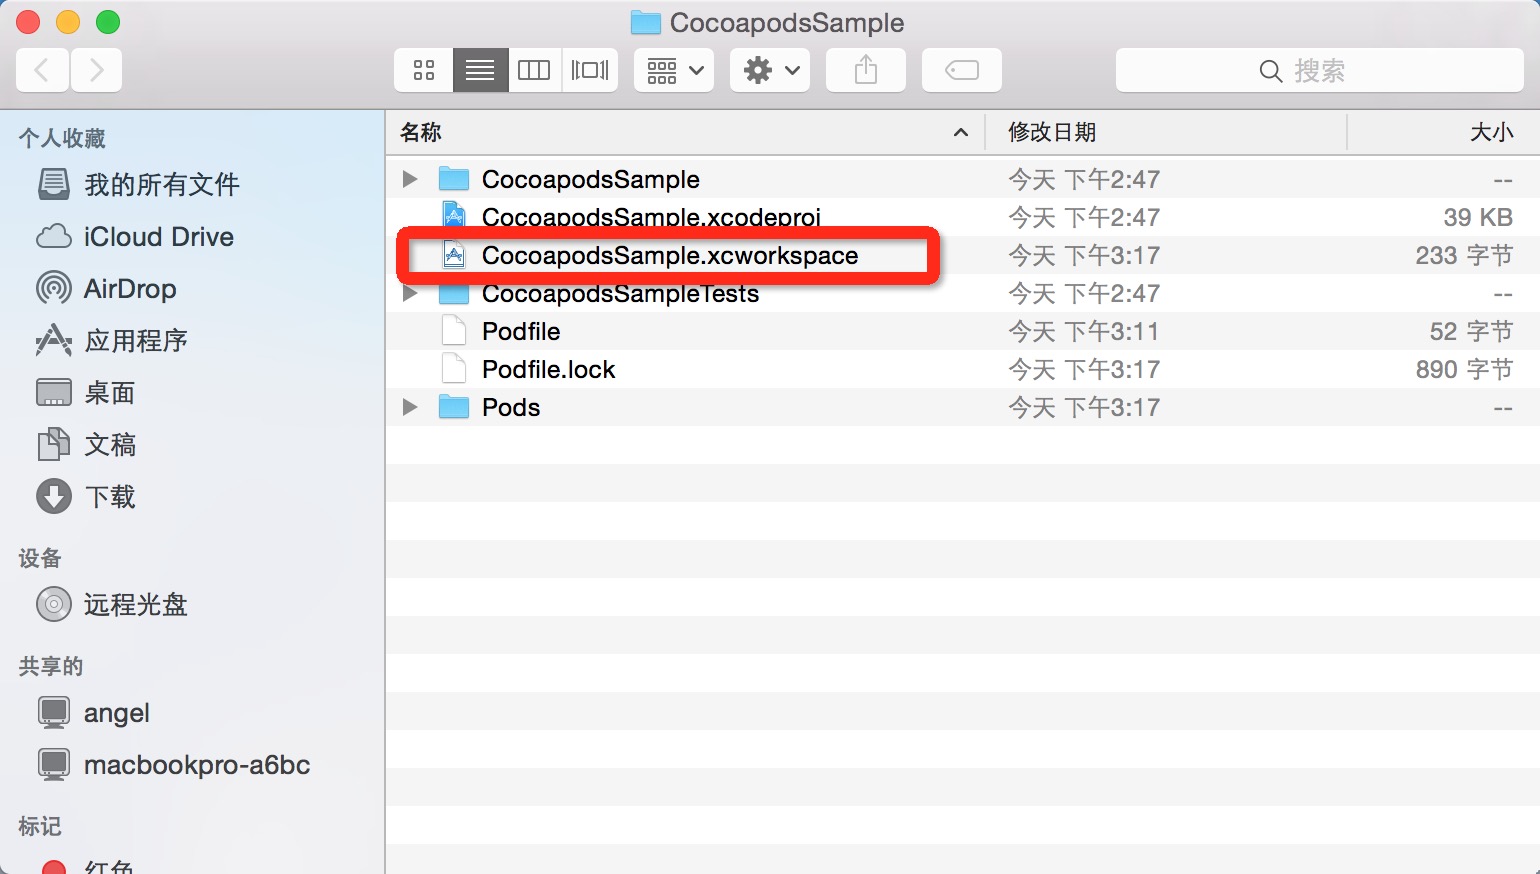 CocoapodsSample
搜索
个人收藏
我的所有文件
iCloud Drive
AirDrop
应用程序
桌面
文稿
下载
设备
远程光盘
共享的
angel
macbookpro-a6bc
标记
红色
名称 修改日期 大小
CocoapodsSample 今天 下午2:47 --
CocoapodsSample.xcodeproj 今天 下午2:47 39 KB
CocoapodsSample.xcworkspace 今天 下午3:17 233 字节
CocoapodsSampleTests 今天 下午2:47 --
Podfile 今天 下午3:11 52 字节
Podfile.lock 今天 下午3:17 890 字节
Pods 今天 下午3:17 --